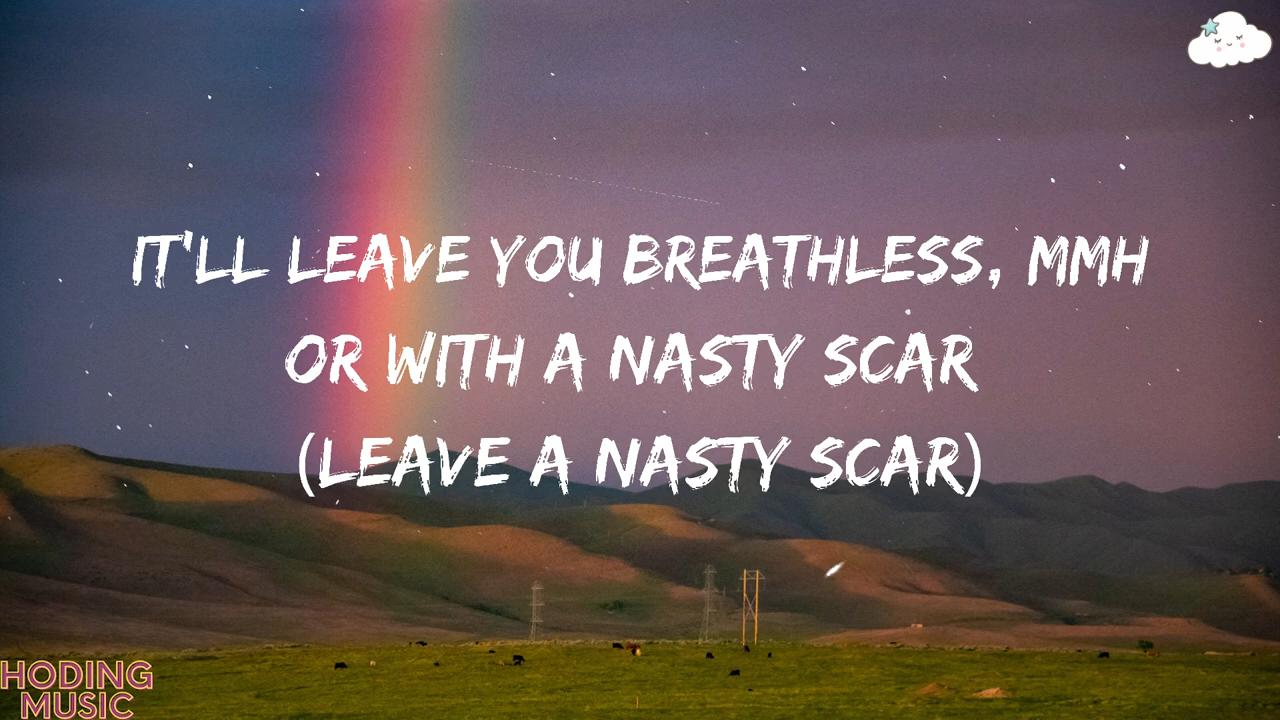 IT'LL LEAVE YOU BREATHLESS, MMH
OR WITH A NASTY SCAR
(LEAVE A NASTY SCAR)
HODING
MUSIC